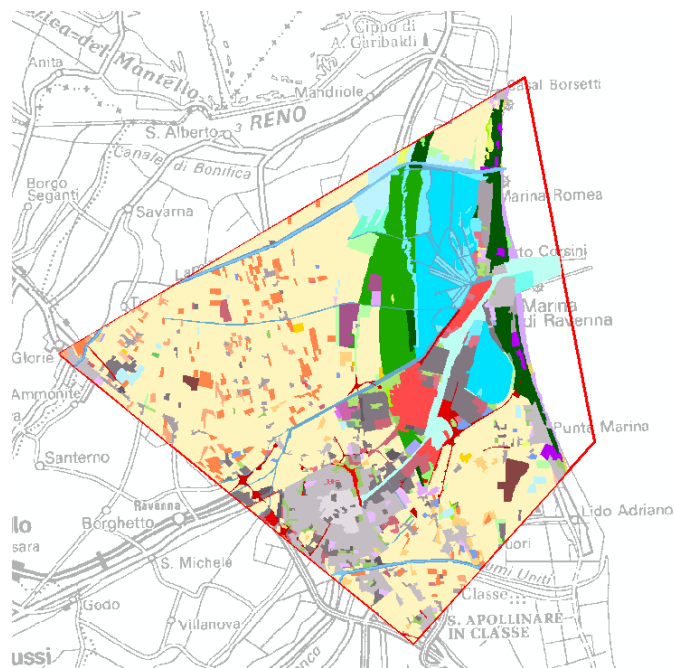 Cippo di
A. Garibaldi
Mantello
Anita
Casal Borsetti
Mandriole
RENO
S. Alberto
3
Canale di Bonifica
Borgo
Seganti
Marina Romea
Savarna
Corsini
Marina
di Ravenna
Glorie
Ammonite
Punta Marina
Santerno
Ravenna
Borghetto
Lido Adriano
S. Michele
Uniti
Classe
Godo
Villanova
S. APOLLINARE
IN CLASSE